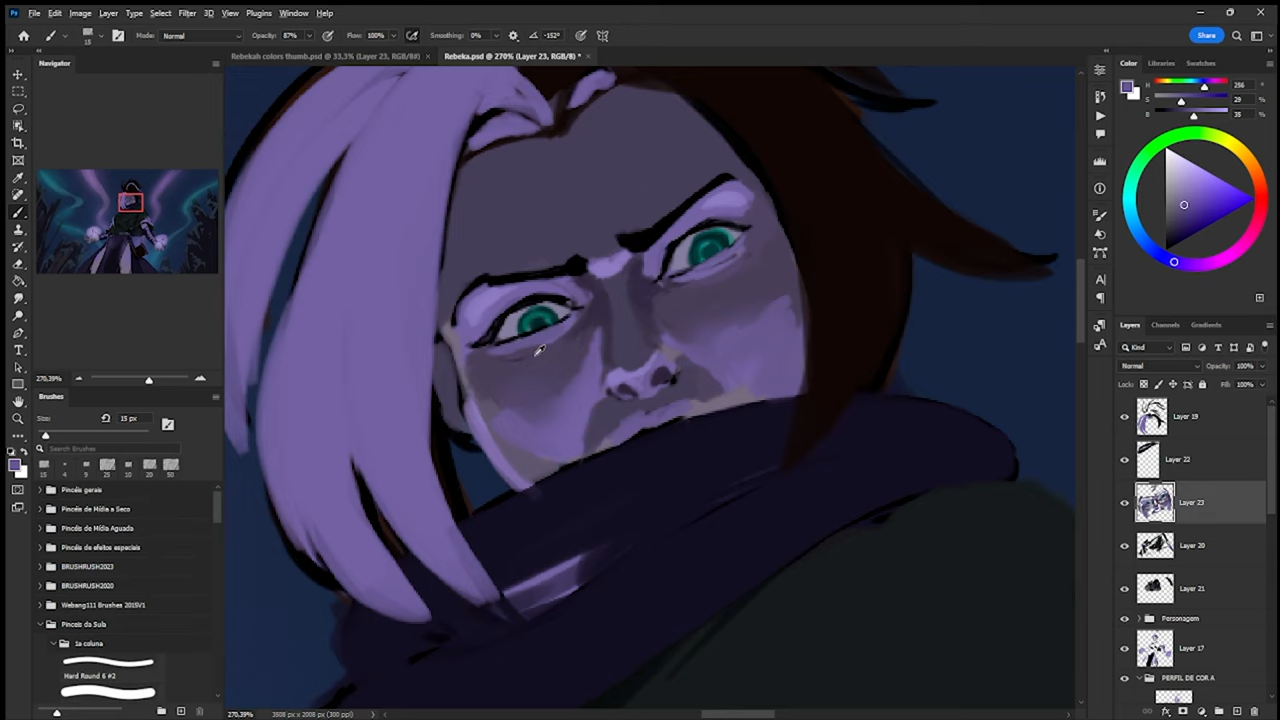 Ps File Edit Image Layer Type Select Filter 3D View Plugins Window Help
15 Mode: Normal Opacity: 87% Flow: 100% Smoothing: 0% -152° Share
Rebekah colors thumb.psd @ 33,3% (Layer 23, RGB/8#) × Rebeka.psd @ 270% (Layer 23, RGB/8) * ×
Navigator
270,39%
Brushes
Size: 15 px
Search Brushes
15 4 9 25 10 20 50
Pincéis gerais
Pincéis de Mídia a Seco
Pincéis de Mídia Aguada
Pincéis de efeitos especiais
BRUSHRUSH2023
BRUSHRUSH2020
Webang111 Brushes 2015V1
Pinceis da Sula
1a coluna
Hard Round 6 #2
270,39% 3808 px x 2008 px (300 ppi)
Color Libraries Swatches
H 256
S 29 %
B 35 %
Layers Channels Gradients
Kind
Normal Opacity: 100%
Lock: Fill: 100%
Layer 19
Layer 22
Layer 23
Layer 20
Layer 21
Personagem
Layer 17
PERFIL DE COR A